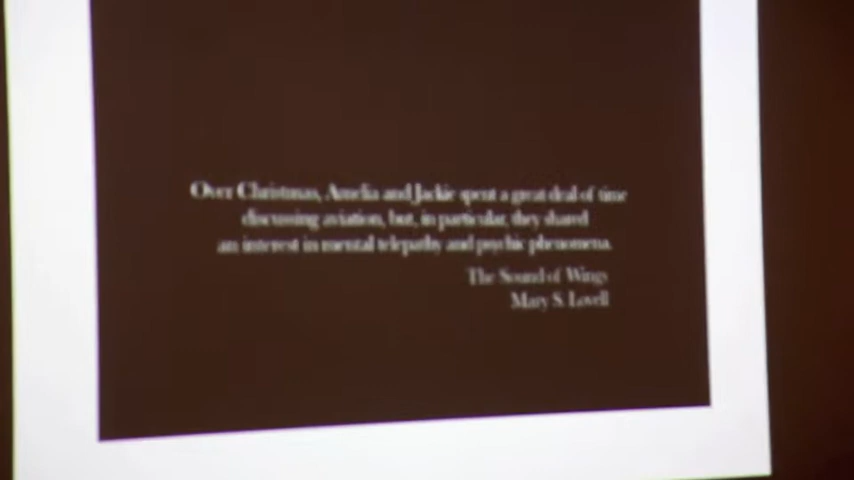 Over Christmas, Amelia and Jackie spent a great deal of time
discussing aviation, but, in particular, they shared
an interest in mental telepathy and psychic phenomena.
The Sound of Wings
Mary S. Lovell